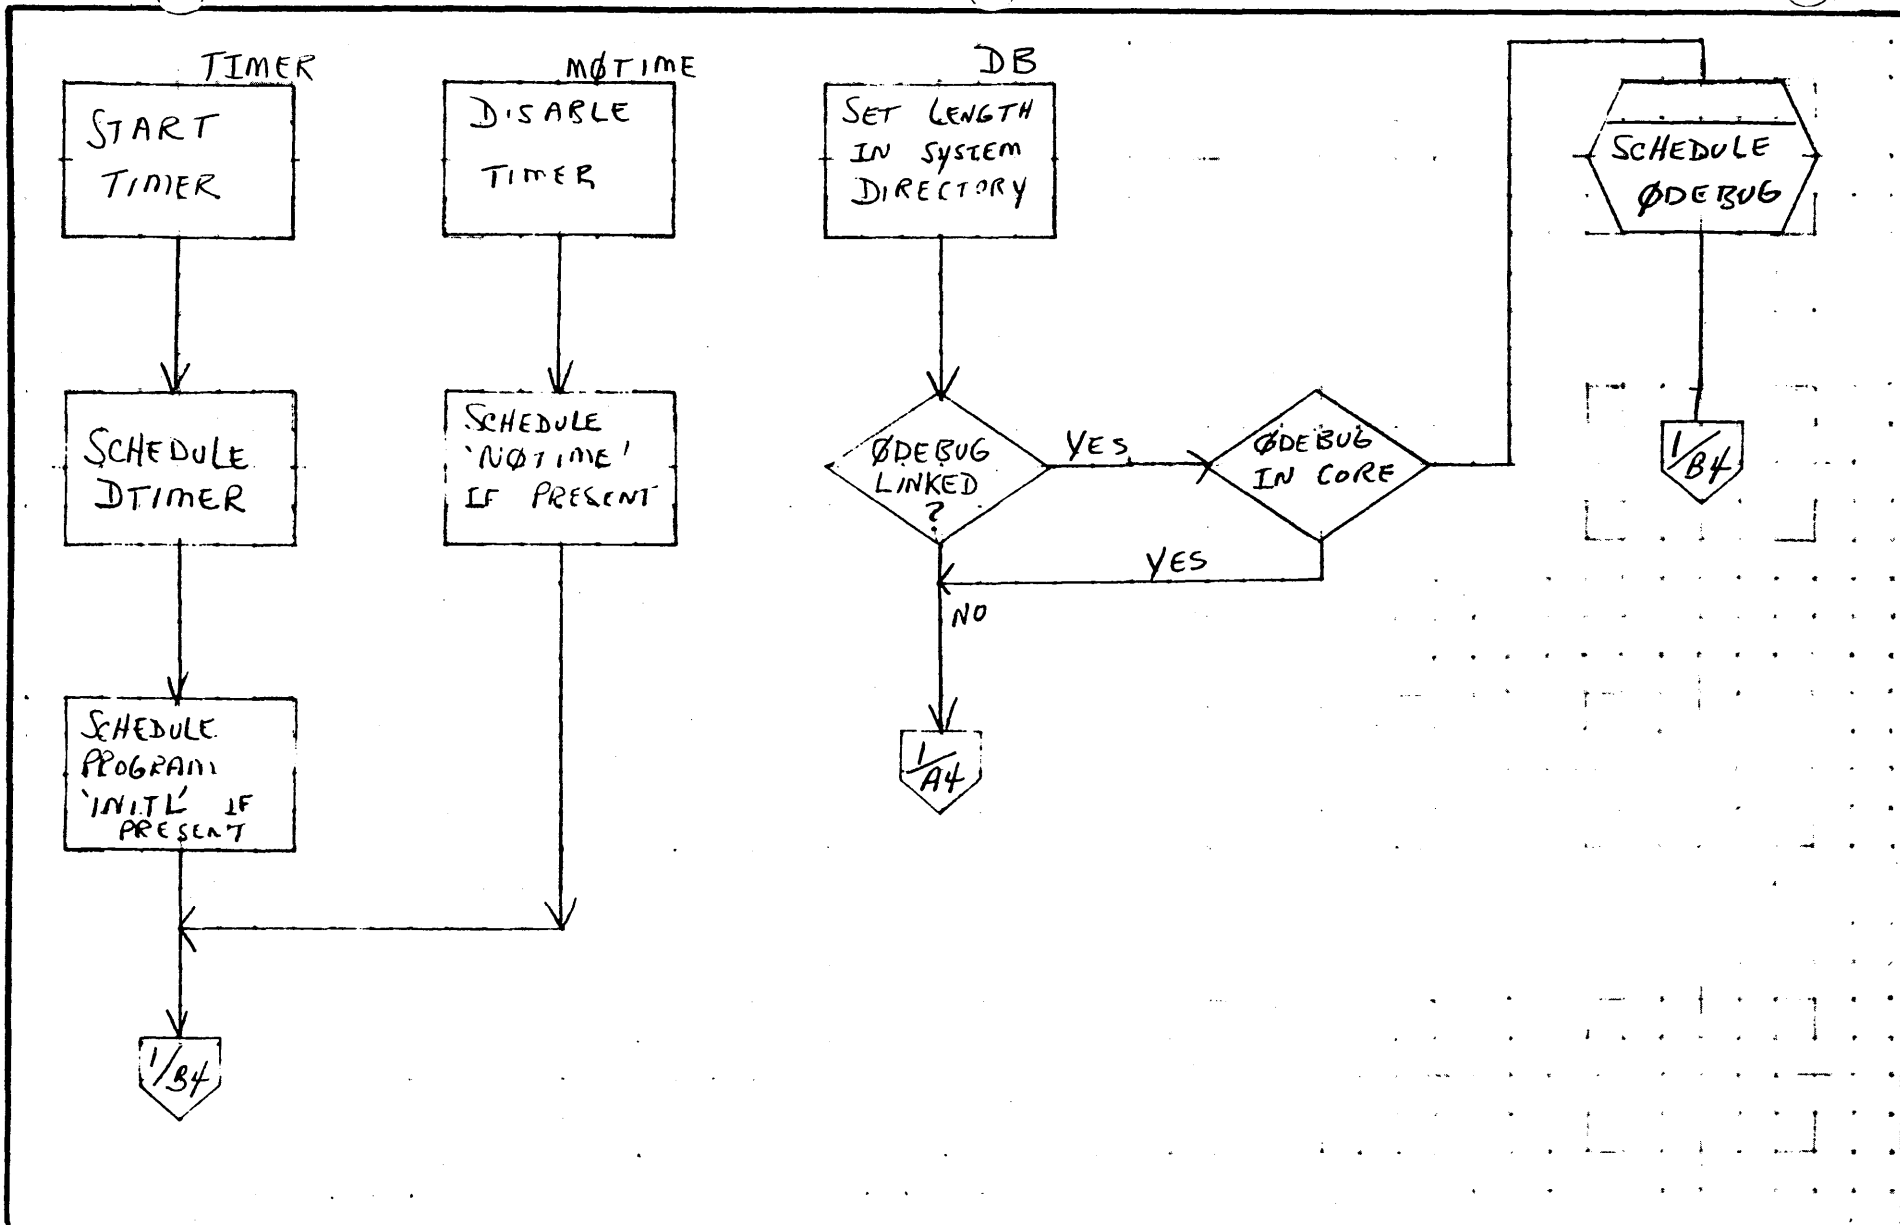 TIMER
START
TIMER
SCHEDULE
DTIMER
SCHEDULE
PROGRAM
'INITL' IF
PRESENT
1/B4
MØTIME
DISABLE
TIMER
SCHEDULE
'NØTIME'
IF PRESENT
DB
SET LENGTH
IN SYSTEM
DIRECTORY
ØDEBUG
LINKED
?
YES
NO
1/A4
ØDEBUG
IN CORE
YES
SCHEDULE
ØDEBUG
1/B4